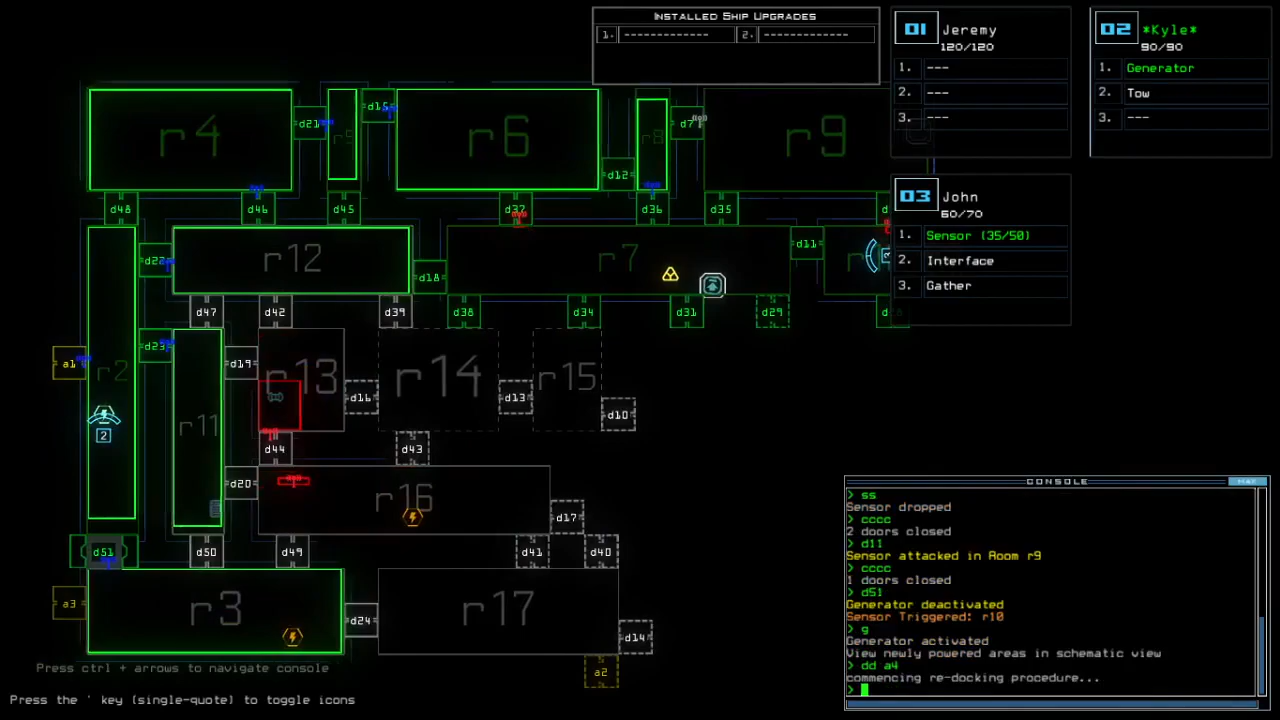 Installed Ship Upgrades
1. ------------- 2. -------------
01 Jeremy
120/120
1. ---
2. ---
3. ---
02 *Kyle*
90/90
1. Generator
2. Tow
3. ---
03 John
60/70
1. Sensor (35/50)
2. Interface
3. Gather
r4 d21 r5 d15 r6 r8 d7 r9
d12
d48 d46 d45 d37 d36 d35
d22 r12 d18 r7 d11
d47 d42 d39 d38 d34 d31 d29
d23 d19 r13 r14 r15
a1 r2 d16 d13 d10
2 r11 d44 d43
d20 r16 d17
d51 d50 d49 d41 d40
a3 r3 d24 r17 d14
a2
CONSOLE
> ss
Sensor dropped
> cccc
2 doors closed
> d11
Sensor attacked in Room r9
> cccc
1 doors closed
> d51
Generator deactivated
Sensor Triggered: r10
> g
Generator activated
View newly powered areas in schematic view
> dd a4
commencing re-docking procedure...
>
Press ctrl + arrows to navigate console
Press the ' key (single-quote) to toggle icons